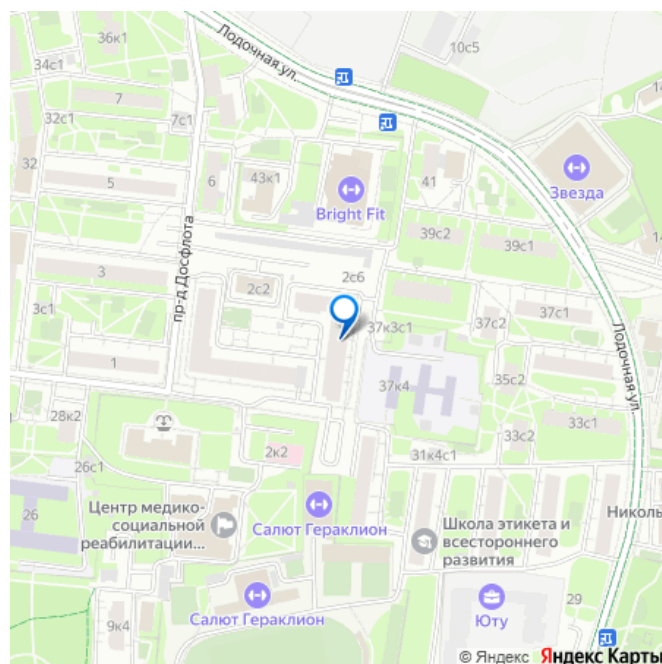 36к1
Лодочная ул.
10с5
34с1
7
32с1
7с1
32
5
6
43к1
Bright Fit
41
Звезда
пр-д Досфлота
39с2
39с1
3
2с2
2с6
3с1
37с1
37к3с1
37с2
Лодочная ул.
1
37к4
35с2
28к2
33с1
33с2
2к2
31к4с1
26с1
26
Центр медико-
социальной
реабилитации...
Салют Гераклион
Школа этикета и
всестороннего
развития
Николь
Салют Гераклион
Юту
29
9к4
© Яндекс Яндекс Карты